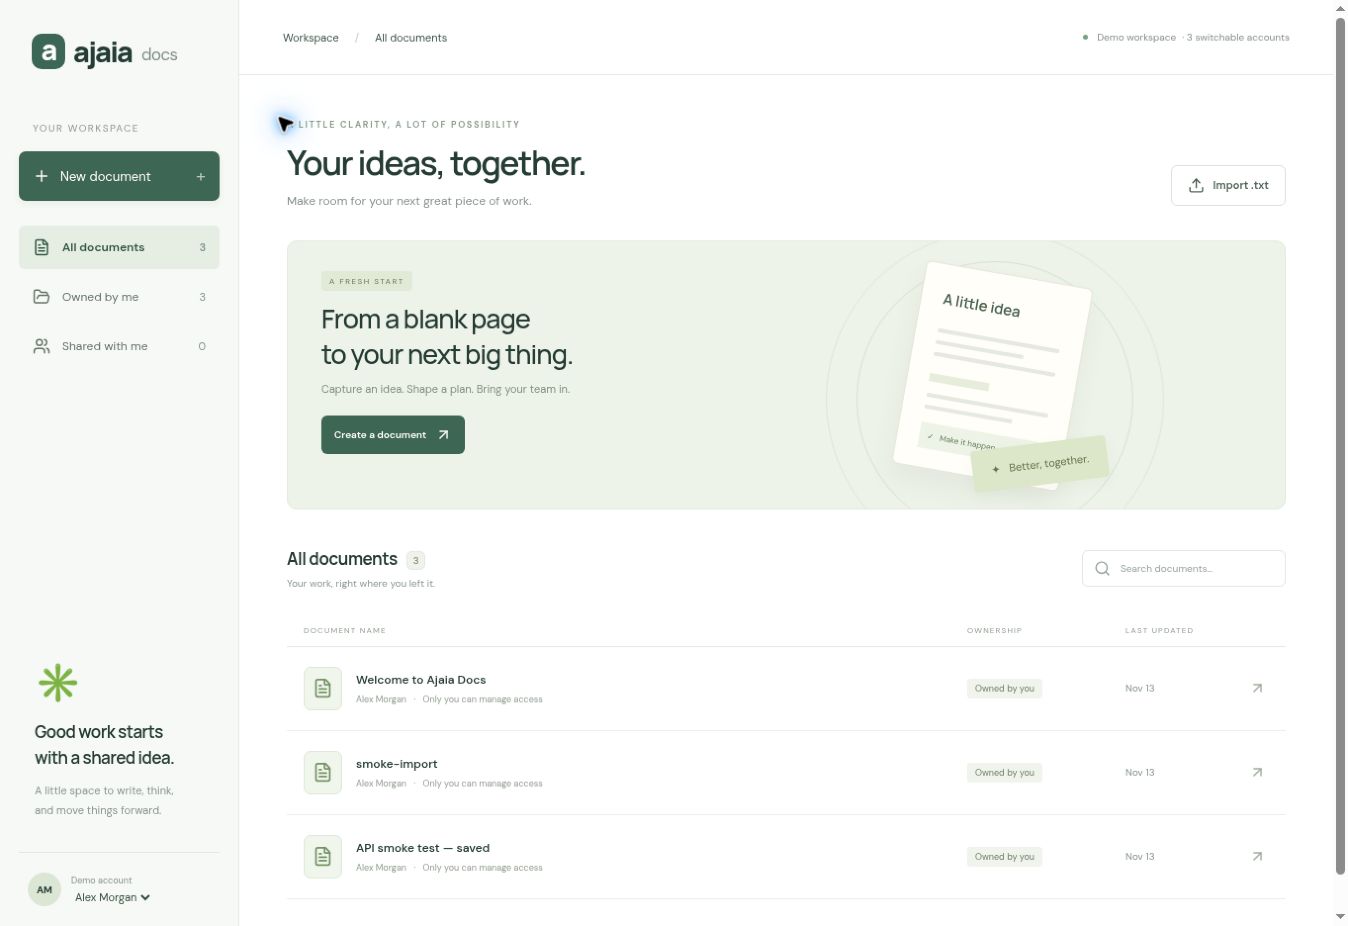 a ajaia docs
YOUR WORKSPACE
+ New document +
All documents 3
Owned by me 3
Shared with me 0
Good work starts
with a shared idea.
A little space to write, think,
and move things forward.
AM
Demo account
Alex Morgan
Workspace / All documents
Demo workspace · 3 switchable accounts
LITTLE CLARITY, A LOT OF POSSIBILITY
Your ideas, together.
Make room for your next great piece of work.
Import .txt
A FRESH START
From a blank page
to your next big thing.
Capture an idea. Shape a plan. Bring your team in.
Create a document
A little idea
✓ Make it happen
✦ Better, together.
All documents 3
Your work, right where you left it.
Search documents...
DOCUMENT NAME OWNERSHIP LAST UPDATED
Welcome to Ajaia Docs
Alex Morgan · Only you can manage access
Owned by you
Nov 13
smoke-import
Alex Morgan · Only you can manage access
Owned by you
Nov 13
API smoke test — saved
Alex Morgan · Only you can manage access
Owned by you
Nov 13